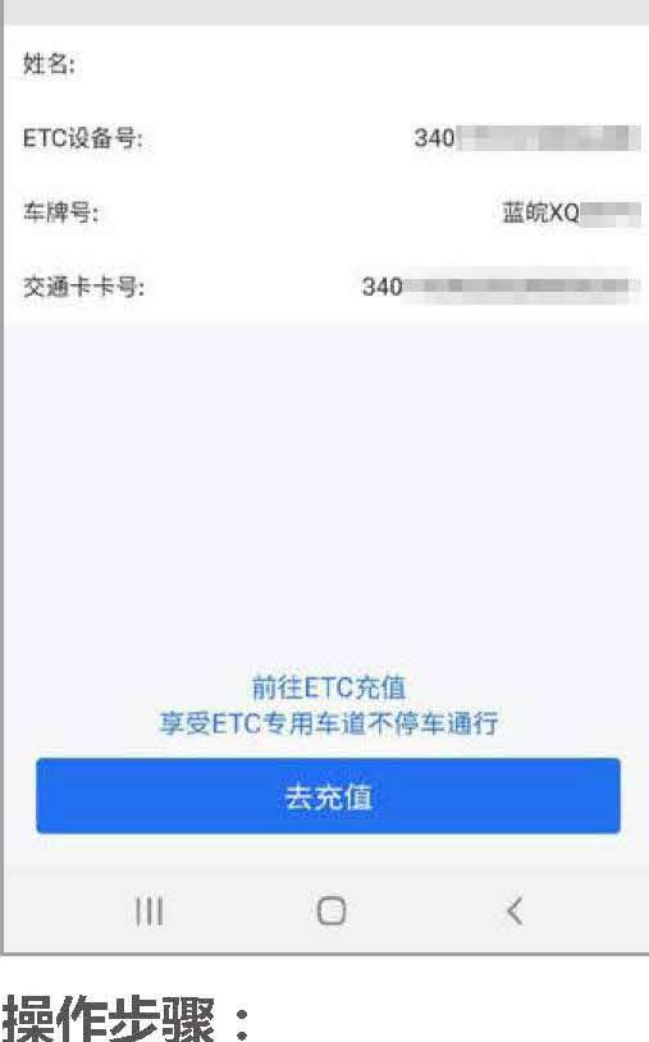 姓名:
ETC设备号: 340
车牌号: 蓝皖XQ
交通卡卡号: 340
前往ETC充值
享受ETC专用车道不停车通行
去充值
操作步骤：